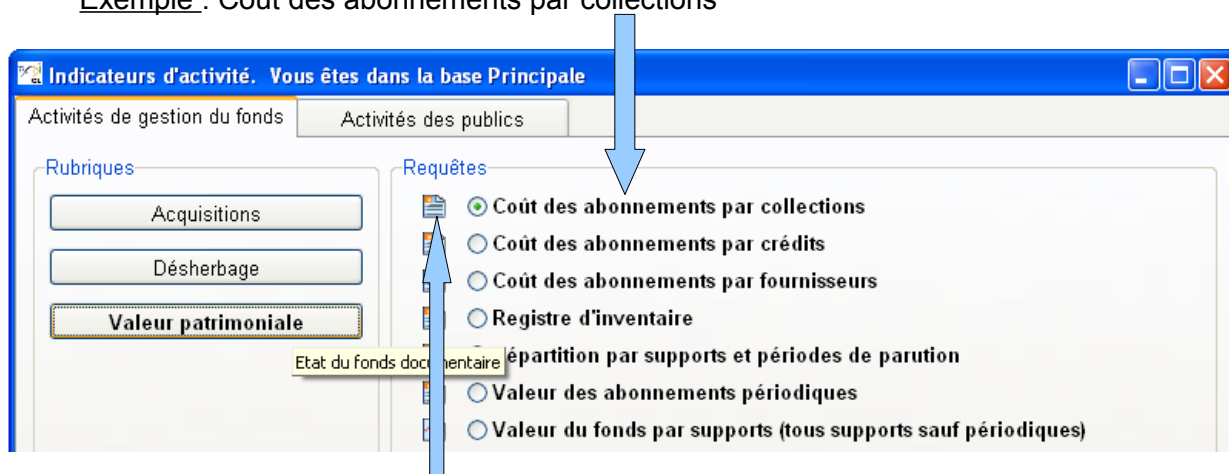 Exemple : Coût des abonnements par collections
Indicateurs d'activité. Vous êtes dans la base Principale
Activités de gestion du fonds
Activités des publics
Rubriques
Acquisitions
Désherbage
Valeur patrimoniale
Etat du fonds documentaire
Requêtes
Coût des abonnements par collections
Coût des abonnements par crédits
Coût des abonnements par fournisseurs
Registre d'inventaire
épartition par supports et périodes de parution
Valeur des abonnements périodiques
Valeur du fonds par supports (tous supports sauf périodiques)